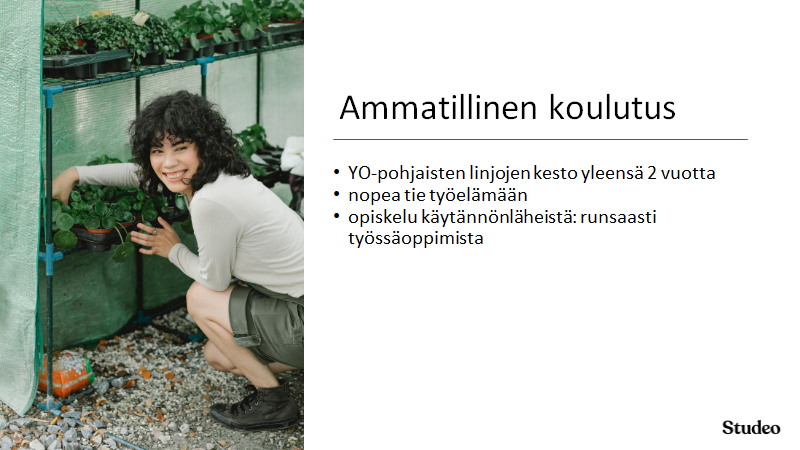 Ammatillinen koulutus
• YO-pohjaisten linjojen kesto yleensä 2 vuotta
• nopea tie työelämään
• opiskelu käytännönläheistä: runsaasti
työssäoppimista
Studeo